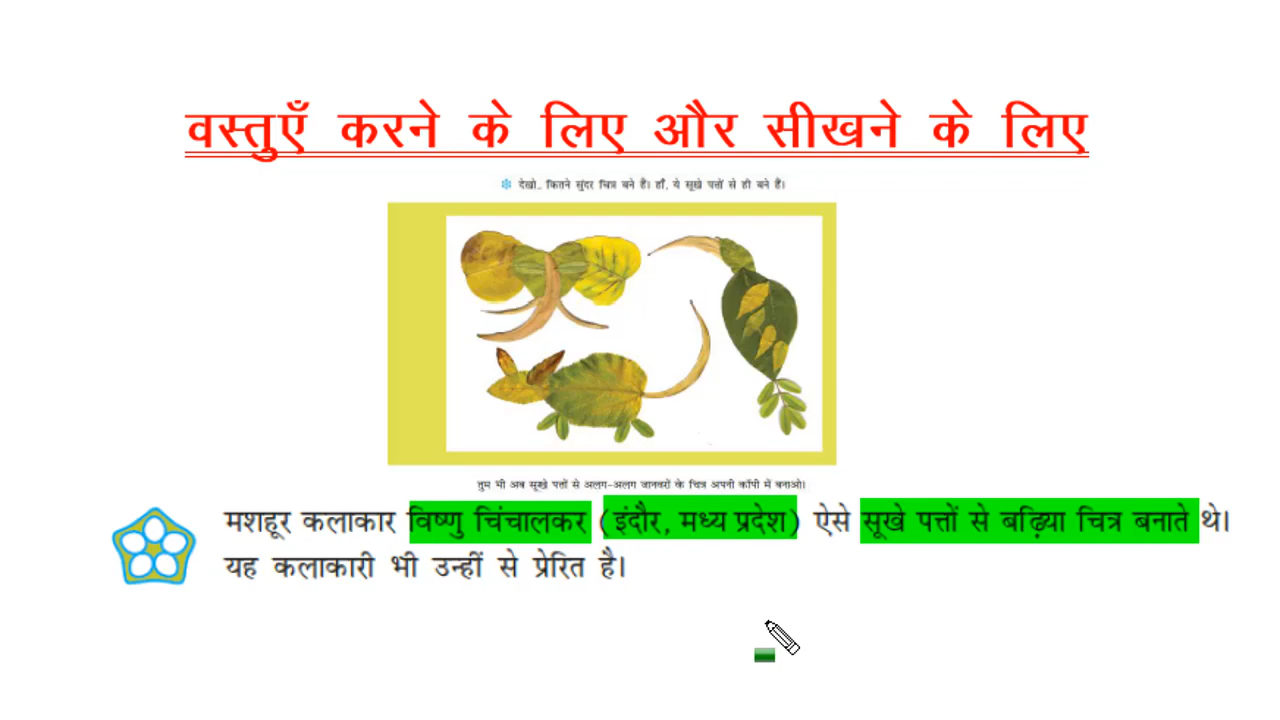 वस्तुएँ करने के लिए और सीखने के लिए
देखो... कितने सुंदर चित्र बने हैं। हाँ, ये सूखे पत्तों से ही बने हैं।
तुम भी अब सूखे पत्तों से अलग-अलग जानवरों के चित्र अपनी कॉपी में बनाओ।
मशहूर कलाकार विष्णु चिंचालकर (इंदौर, मध्य प्रदेश) ऐसे सूखे पत्तों से बढ़िया चित्र बनाते थे।
यह कलाकारी भी उन्हीं से प्रेरित है।